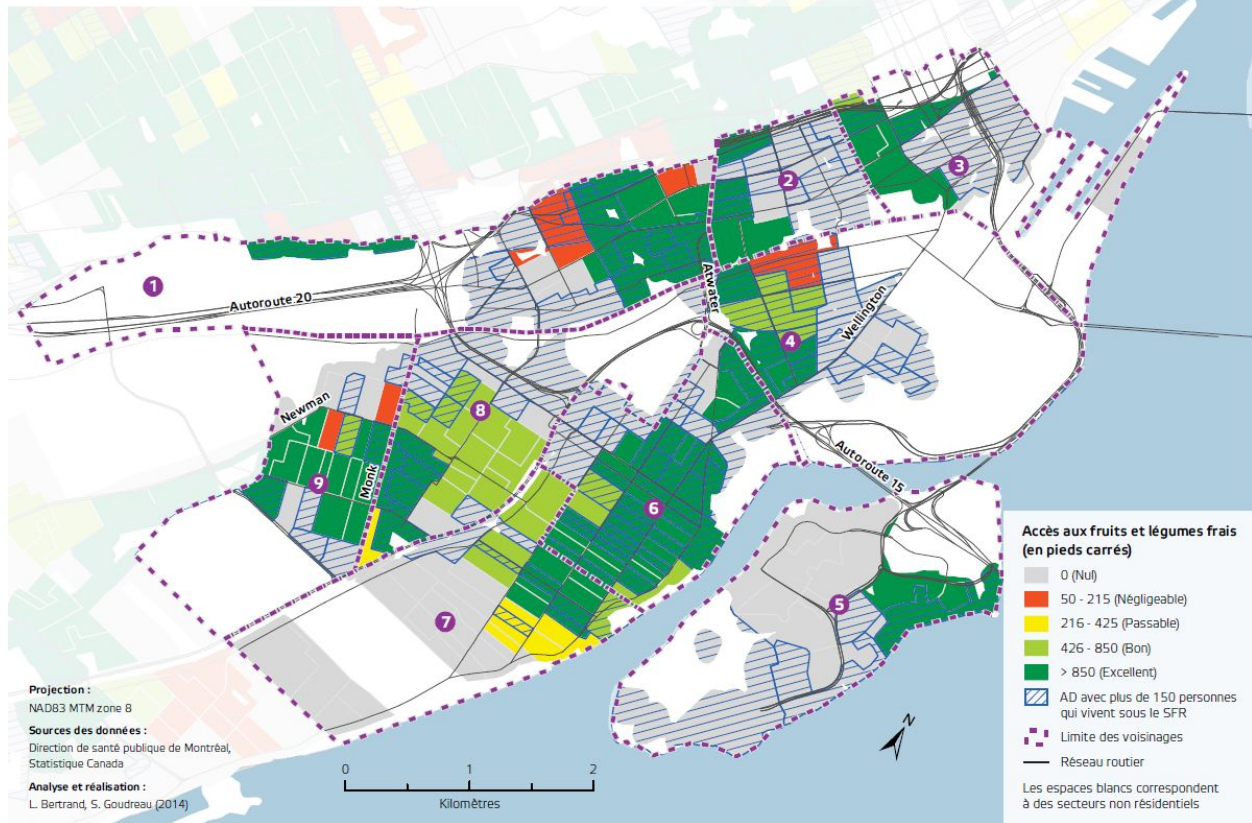 3
2
1
Autoroute 20
Atwater
Wellington
4
Newman
8
Autoroute 15
9
Monk
6
5
7
N
Accès aux fruits et légumes frais
(en pieds carrés)
0 (Nul)
50 - 215 (Négligeable)
216 - 425 (Passable)
426 - 850 (Bon)
> 850 (Excellent)
AD avec plus de 150 personnes
qui vivent sous le SFR
Limite des voisinages
Réseau routier
Les espaces blancs correspondent
à des secteurs non résidentiels
Projection :
NAD83 MTM zone 8
Sources des données :
Direction de santé publique de Montréal,
Statistique Canada
Analyse et réalisation :
L. Bertrand, S. Goudreau (2014)
0 1 2
Kilomètres